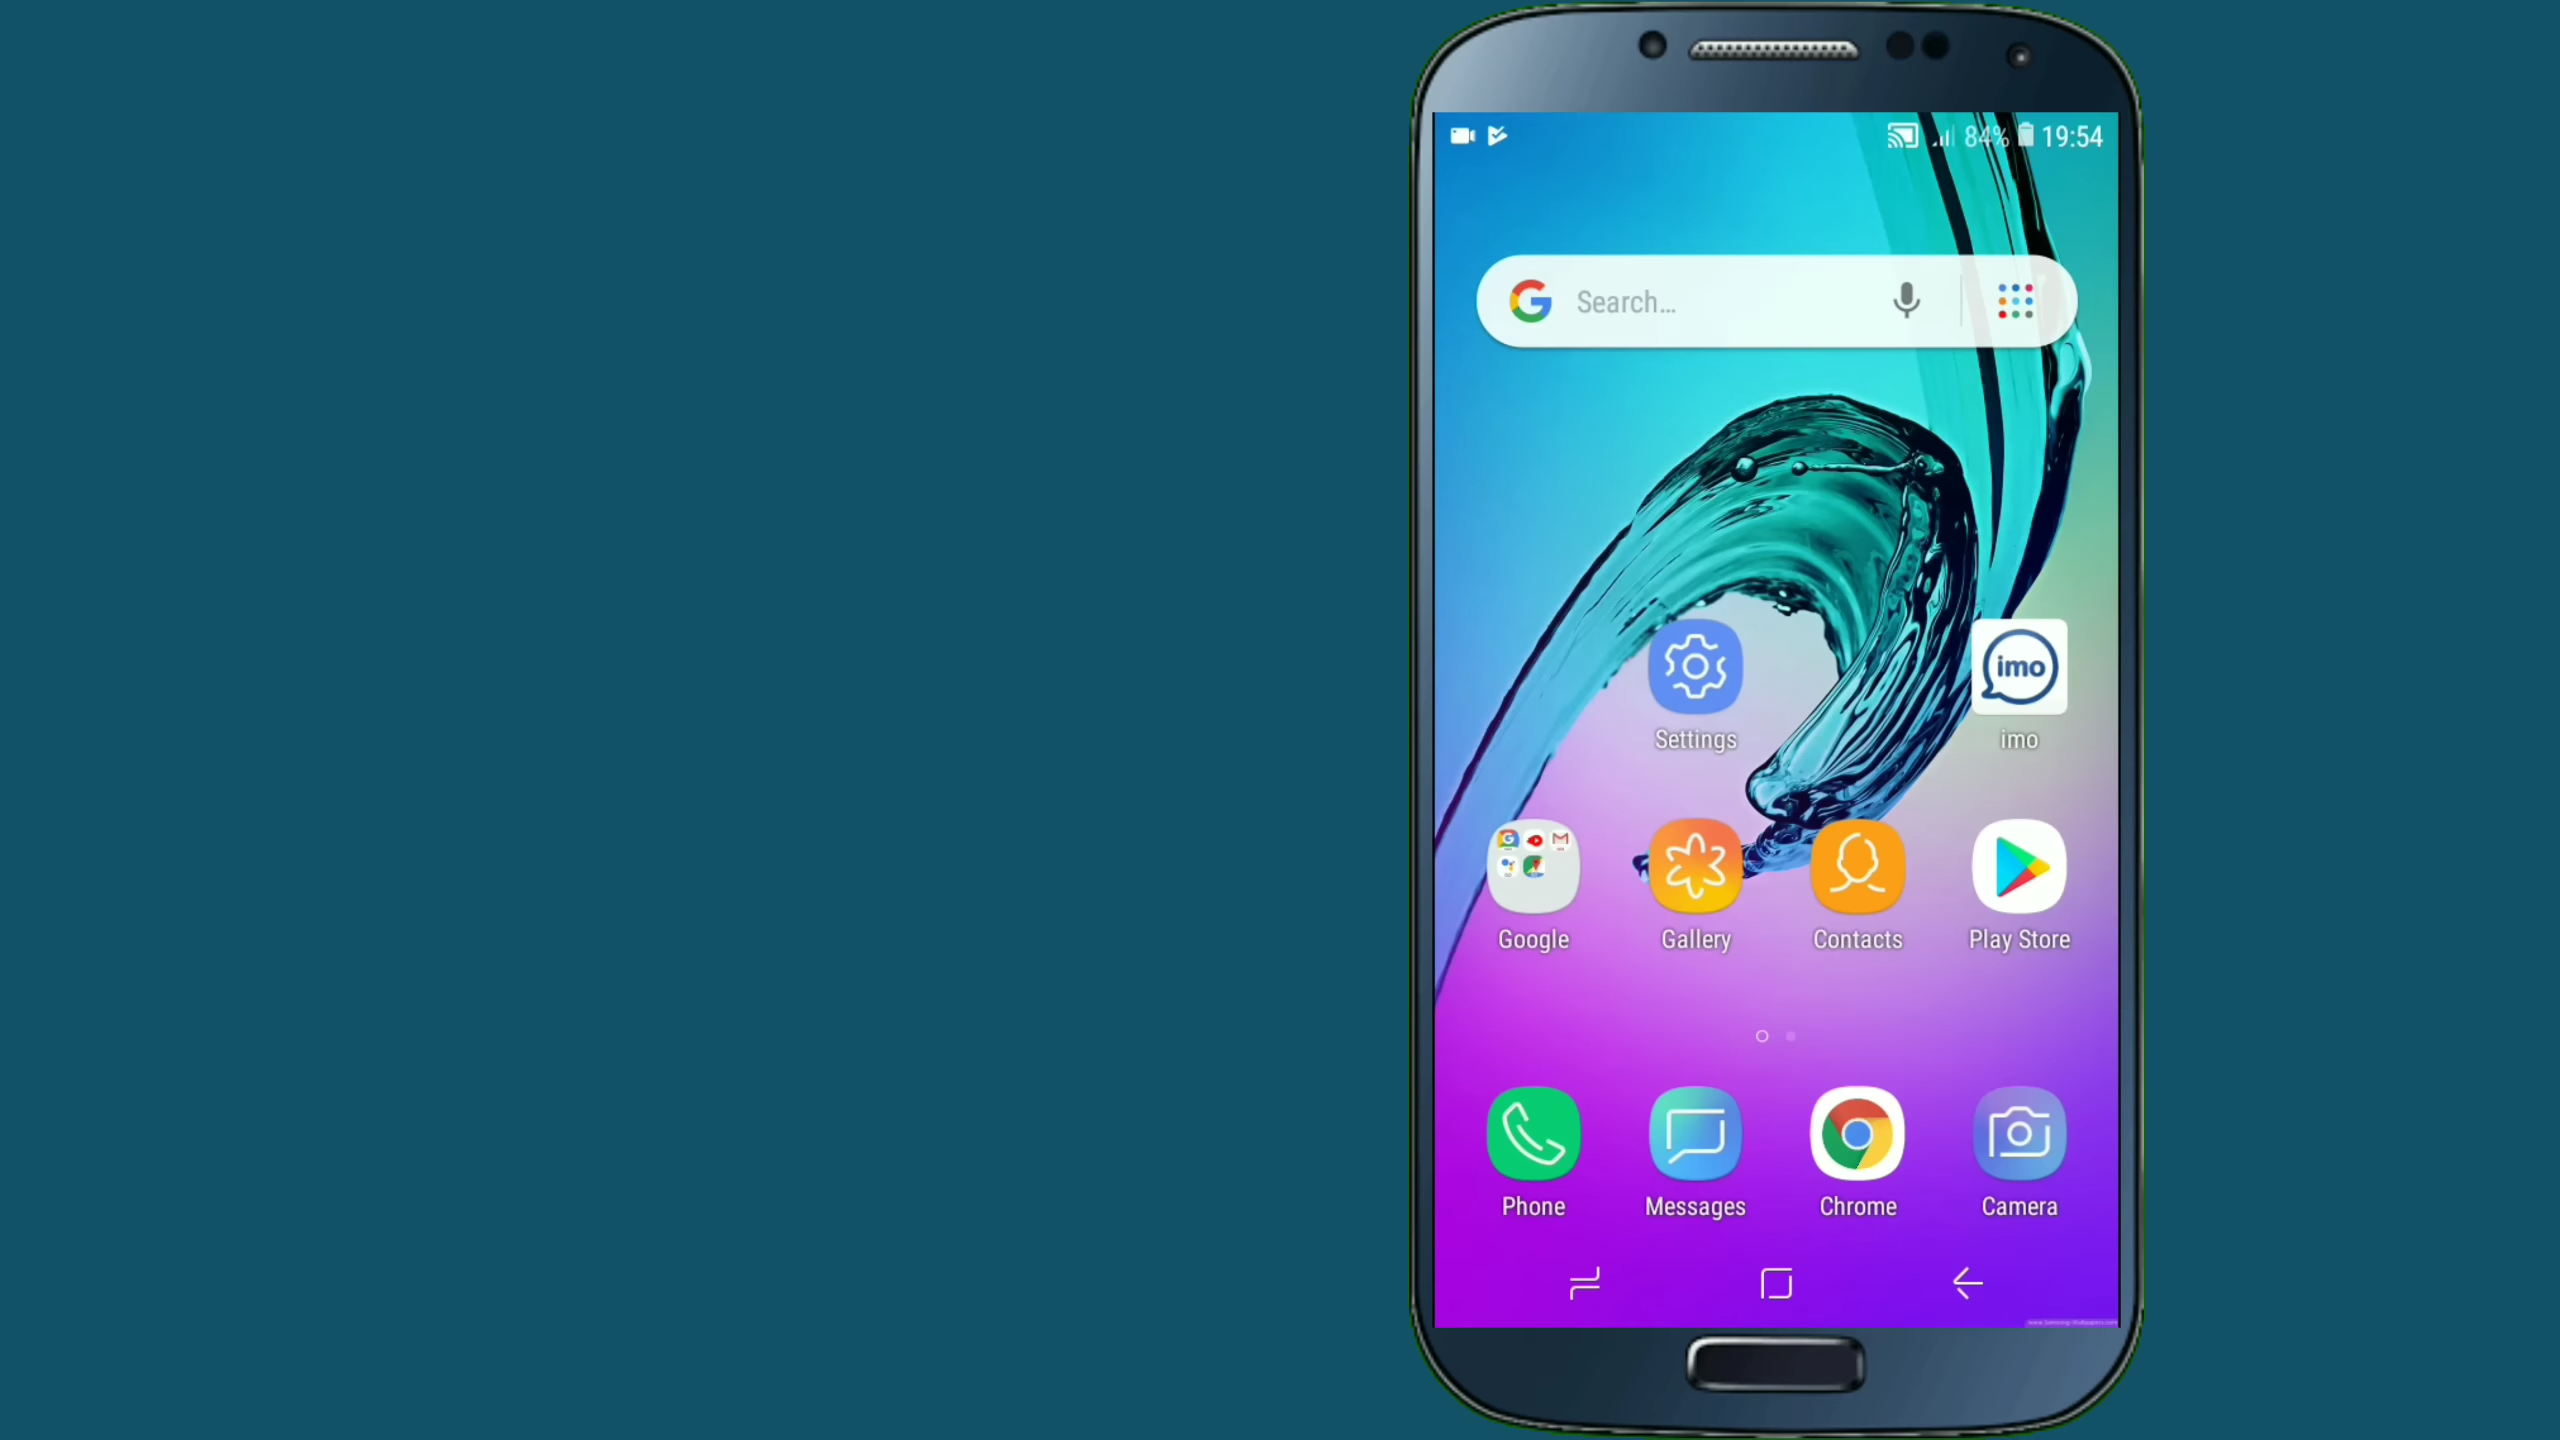 84% 19:54
Search...
imo
Settings
imo
Google
Gallery
Contacts
Play Store
Phone
Messages
Chrome
Camera